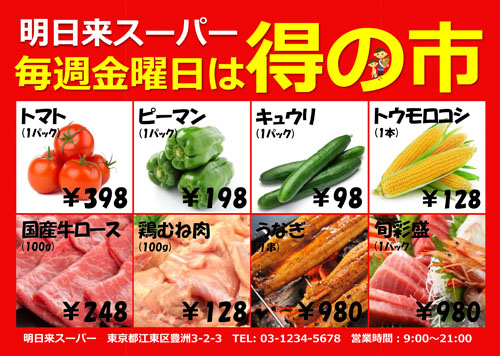 明日来スーパー
毎週金曜日は得の市
トマト
(1パック)
¥398
ピーマン
(1パック)
¥198
キュウリ
(1パック)
¥98
トウモロコシ
(1本)
¥128
国産牛ロース
(100g)
¥248
鶏むね肉
(100g)
¥128
うなぎ
(1串)
¥980
旬彩盛
(1パック)
¥980
明日来スーパー 東京都江東区豊洲3-2-3 TEL: 03-1234-5678 営業時間:9:00~21:00